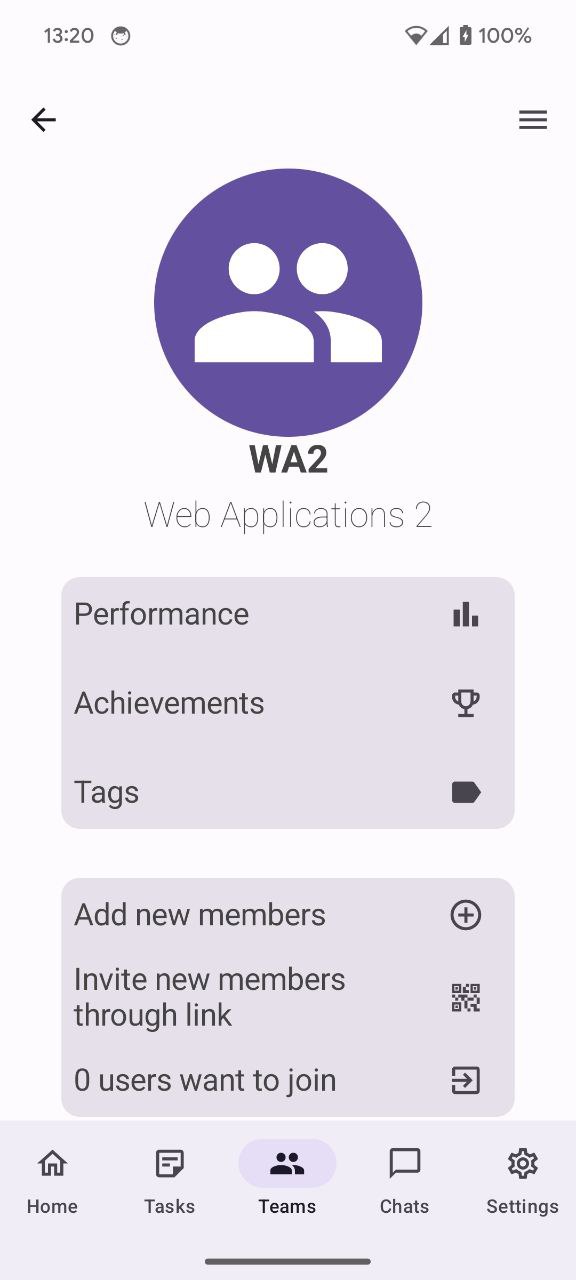 13:20
100%
WA2
Web Applications 2
Performance
Achievements
Tags
Add new members
Invite new members
through link
0 users want to join
Home
Tasks
Teams
Chats
Settings